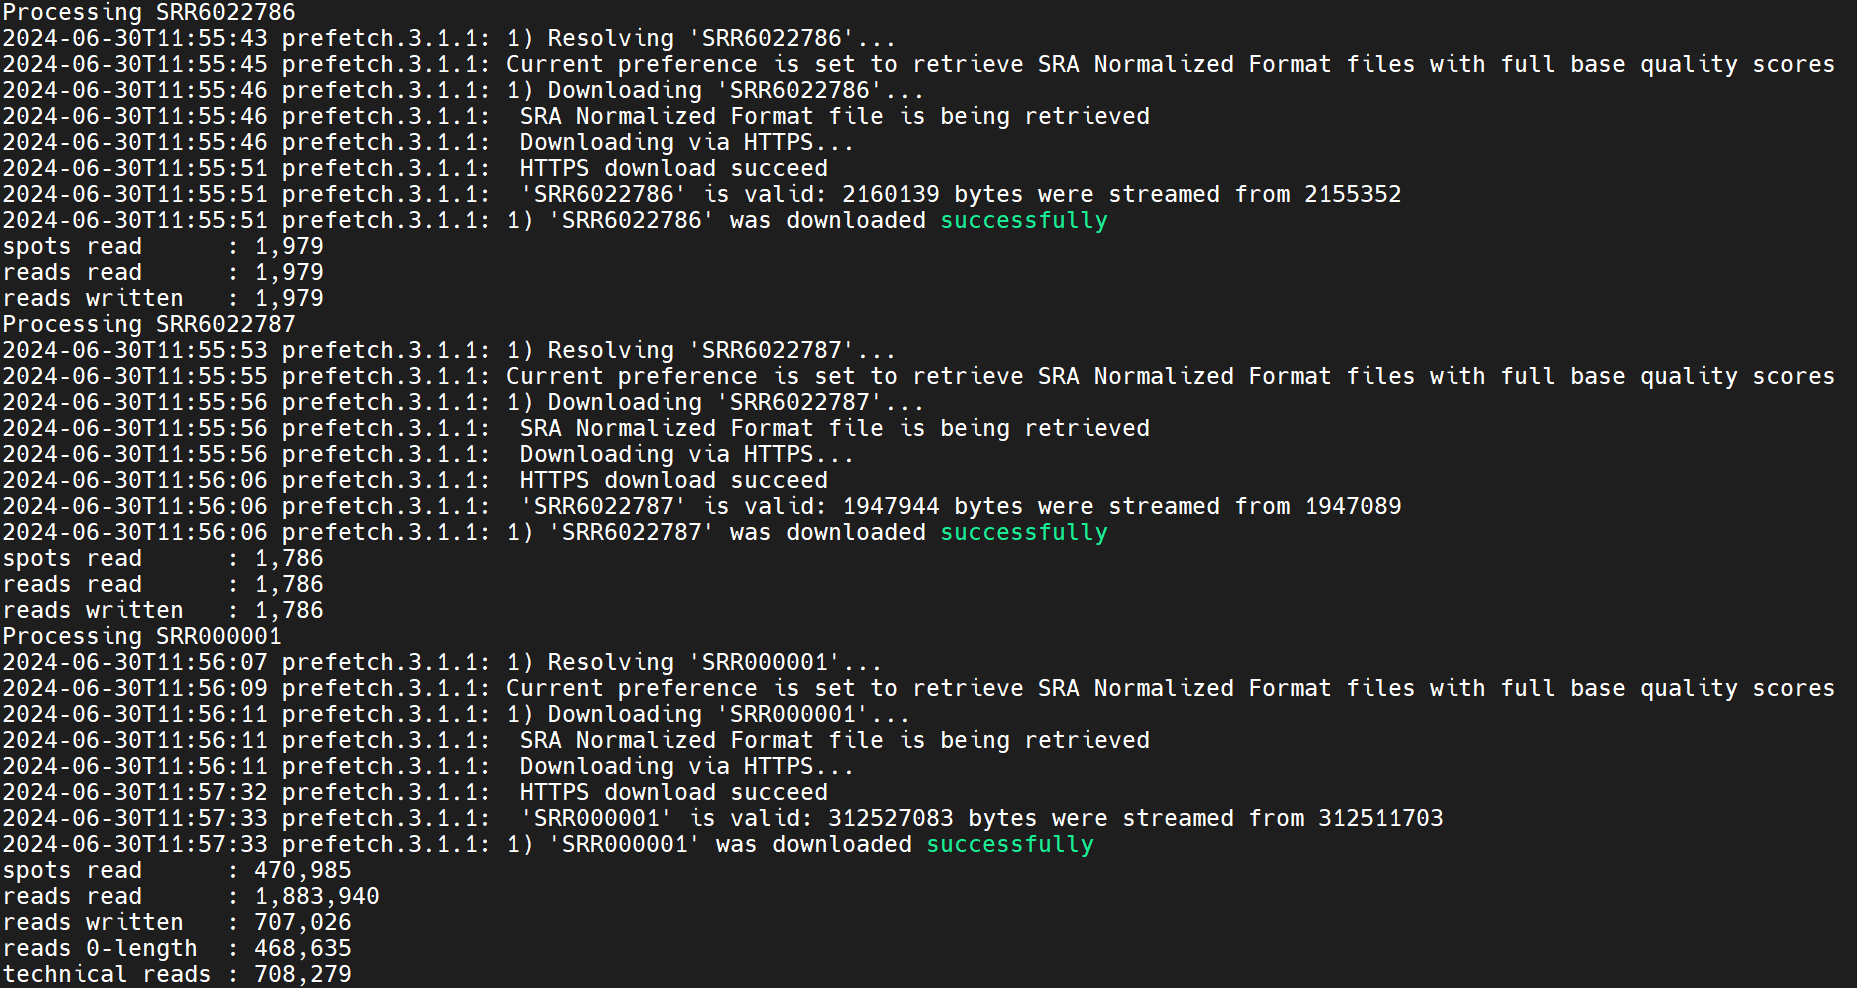 Processing SRR6022786
2024-06-30T11:55:43 prefetch.3.1.1: 1) Resolving 'SRR6022786'...
2024-06-30T11:55:45 prefetch.3.1.1: Current preference is set to retrieve SRA Normalized Format files with full base quality scores
2024-06-30T11:55:46 prefetch.3.1.1: 1) Downloading 'SRR6022786'...
2024-06-30T11:55:46 prefetch.3.1.1:  SRA Normalized Format file is being retrieved
2024-06-30T11:55:46 prefetch.3.1.1:  Downloading via HTTPS...
2024-06-30T11:55:51 prefetch.3.1.1:  HTTPS download succeed
2024-06-30T11:55:51 prefetch.3.1.1:  'SRR6022786' is valid: 2160139 bytes were streamed from 2155352
2024-06-30T11:55:51 prefetch.3.1.1: 1) 'SRR6022786' was downloaded successfully
spots read      : 1,979
reads read      : 1,979
reads written   : 1,979
Processing SRR6022787
2024-06-30T11:55:53 prefetch.3.1.1: 1) Resolving 'SRR6022787'...
2024-06-30T11:55:55 prefetch.3.1.1: Current preference is set to retrieve SRA Normalized Format files with full base quality scores
2024-06-30T11:55:56 prefetch.3.1.1: 1) Downloading 'SRR6022787'...
2024-06-30T11:55:56 prefetch.3.1.1:  SRA Normalized Format file is being retrieved
2024-06-30T11:55:56 prefetch.3.1.1:  Downloading via HTTPS...
2024-06-30T11:56:06 prefetch.3.1.1:  HTTPS download succeed
2024-06-30T11:56:06 prefetch.3.1.1:  'SRR6022787' is valid: 1947944 bytes were streamed from 1947089
2024-06-30T11:56:06 prefetch.3.1.1: 1) 'SRR6022787' was downloaded successfully
spots read      : 1,786
reads read      : 1,786
reads written   : 1,786
Processing SRR000001
2024-06-30T11:56:07 prefetch.3.1.1: 1) Resolving 'SRR000001'...
2024-06-30T11:56:09 prefetch.3.1.1: Current preference is set to retrieve SRA Normalized Format files with full base quality scores
2024-06-30T11:56:11 prefetch.3.1.1: 1) Downloading 'SRR000001'...
2024-06-30T11:56:11 prefetch.3.1.1:  SRA Normalized Format file is being retrieved
2024-06-30T11:56:11 prefetch.3.1.1:  Downloading via HTTPS...
2024-06-30T11:57:32 prefetch.3.1.1:  HTTPS download succeed
2024-06-30T11:57:33 prefetch.3.1.1:  'SRR000001' is valid: 312527083 bytes were streamed from 312511703
2024-06-30T11:57:33 prefetch.3.1.1: 1) 'SRR000001' was downloaded successfully
spots read      : 470,985
reads read      : 1,883,940
reads written   : 707,026
reads 0-length  : 468,635
technical reads : 708,279